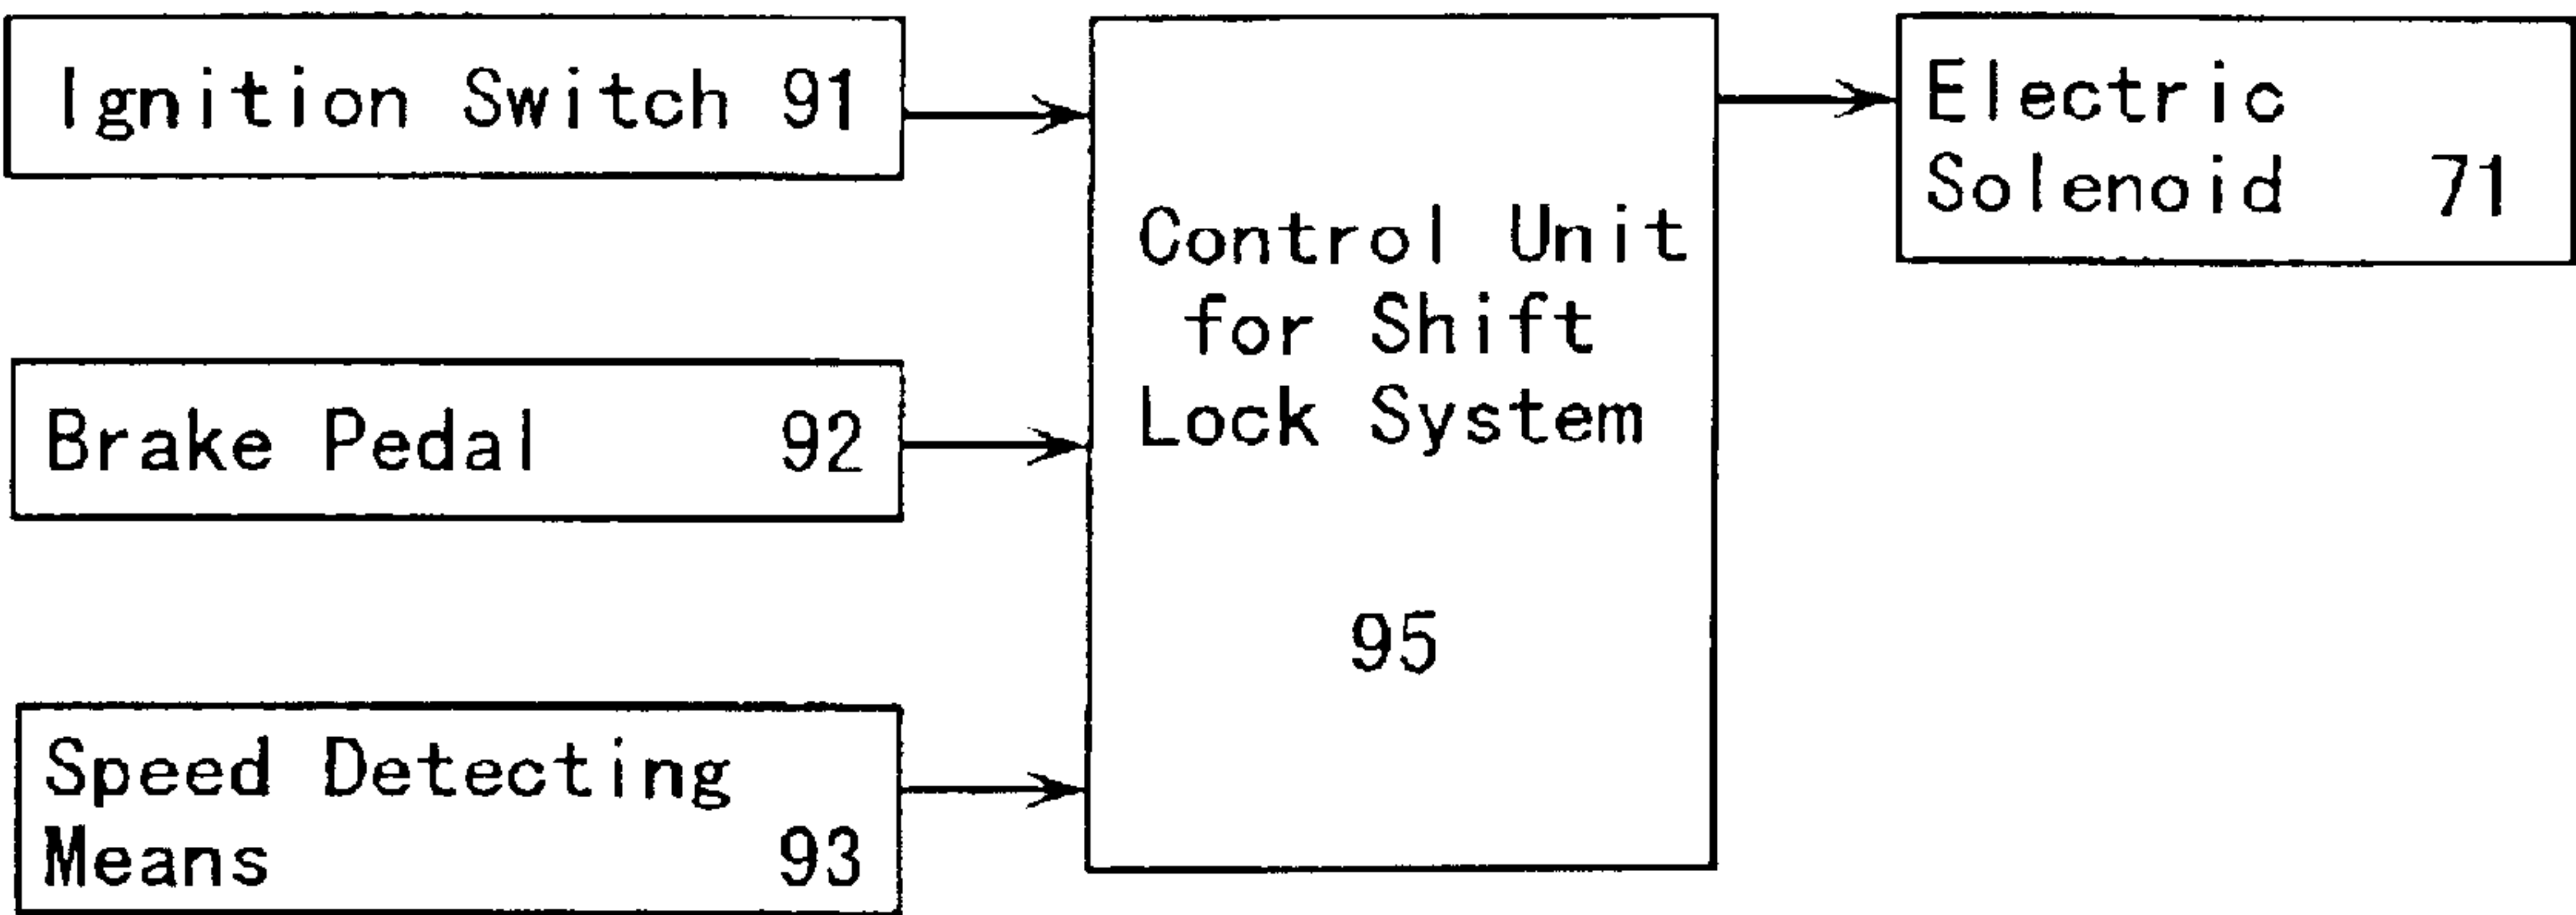 Ignition Switch 91
Brake Pedal 92
Speed Detecting
Means 93
Control Unit
for Shift
Lock System
95
Electric
Solenoid 71